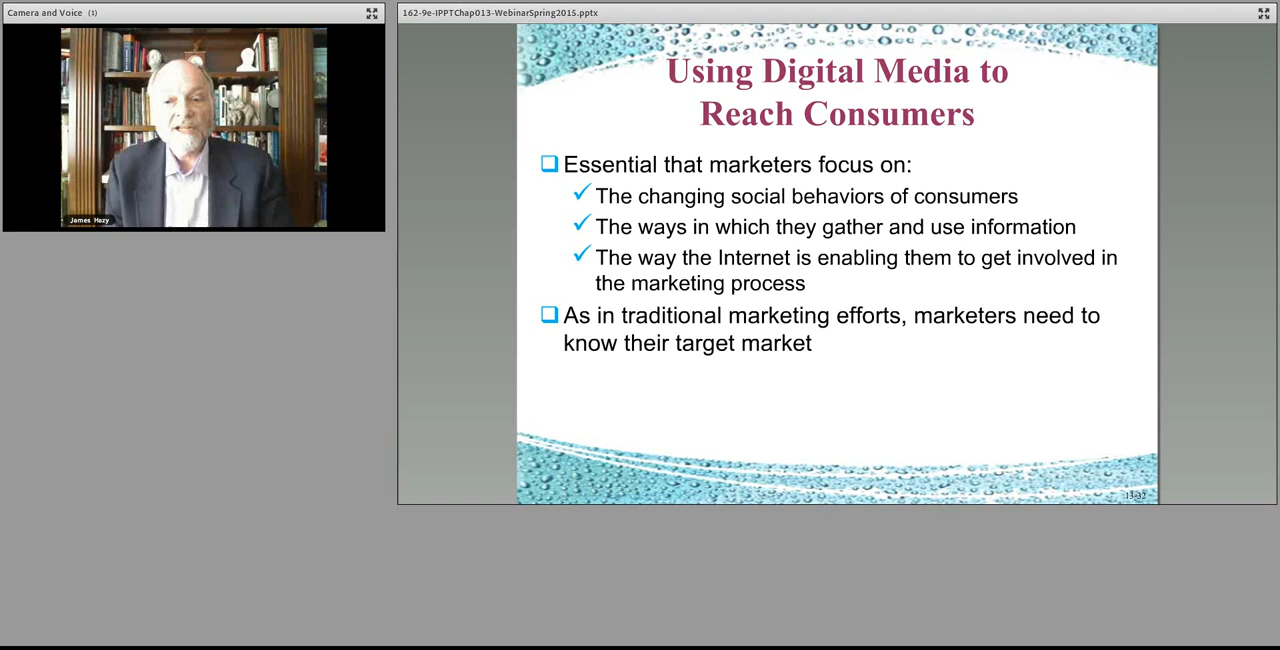 Camera and Voice (1)
162-9e-IPPTChap013-WebinarSpring2015.pptx
James Hazy
Using Digital Media to
Reach Consumers
Essential that marketers focus on:
The changing social behaviors of consumers
The ways in which they gather and use information
The way the Internet is enabling them to get involved in
the marketing process
As in traditional marketing efforts, marketers need to
know their target market